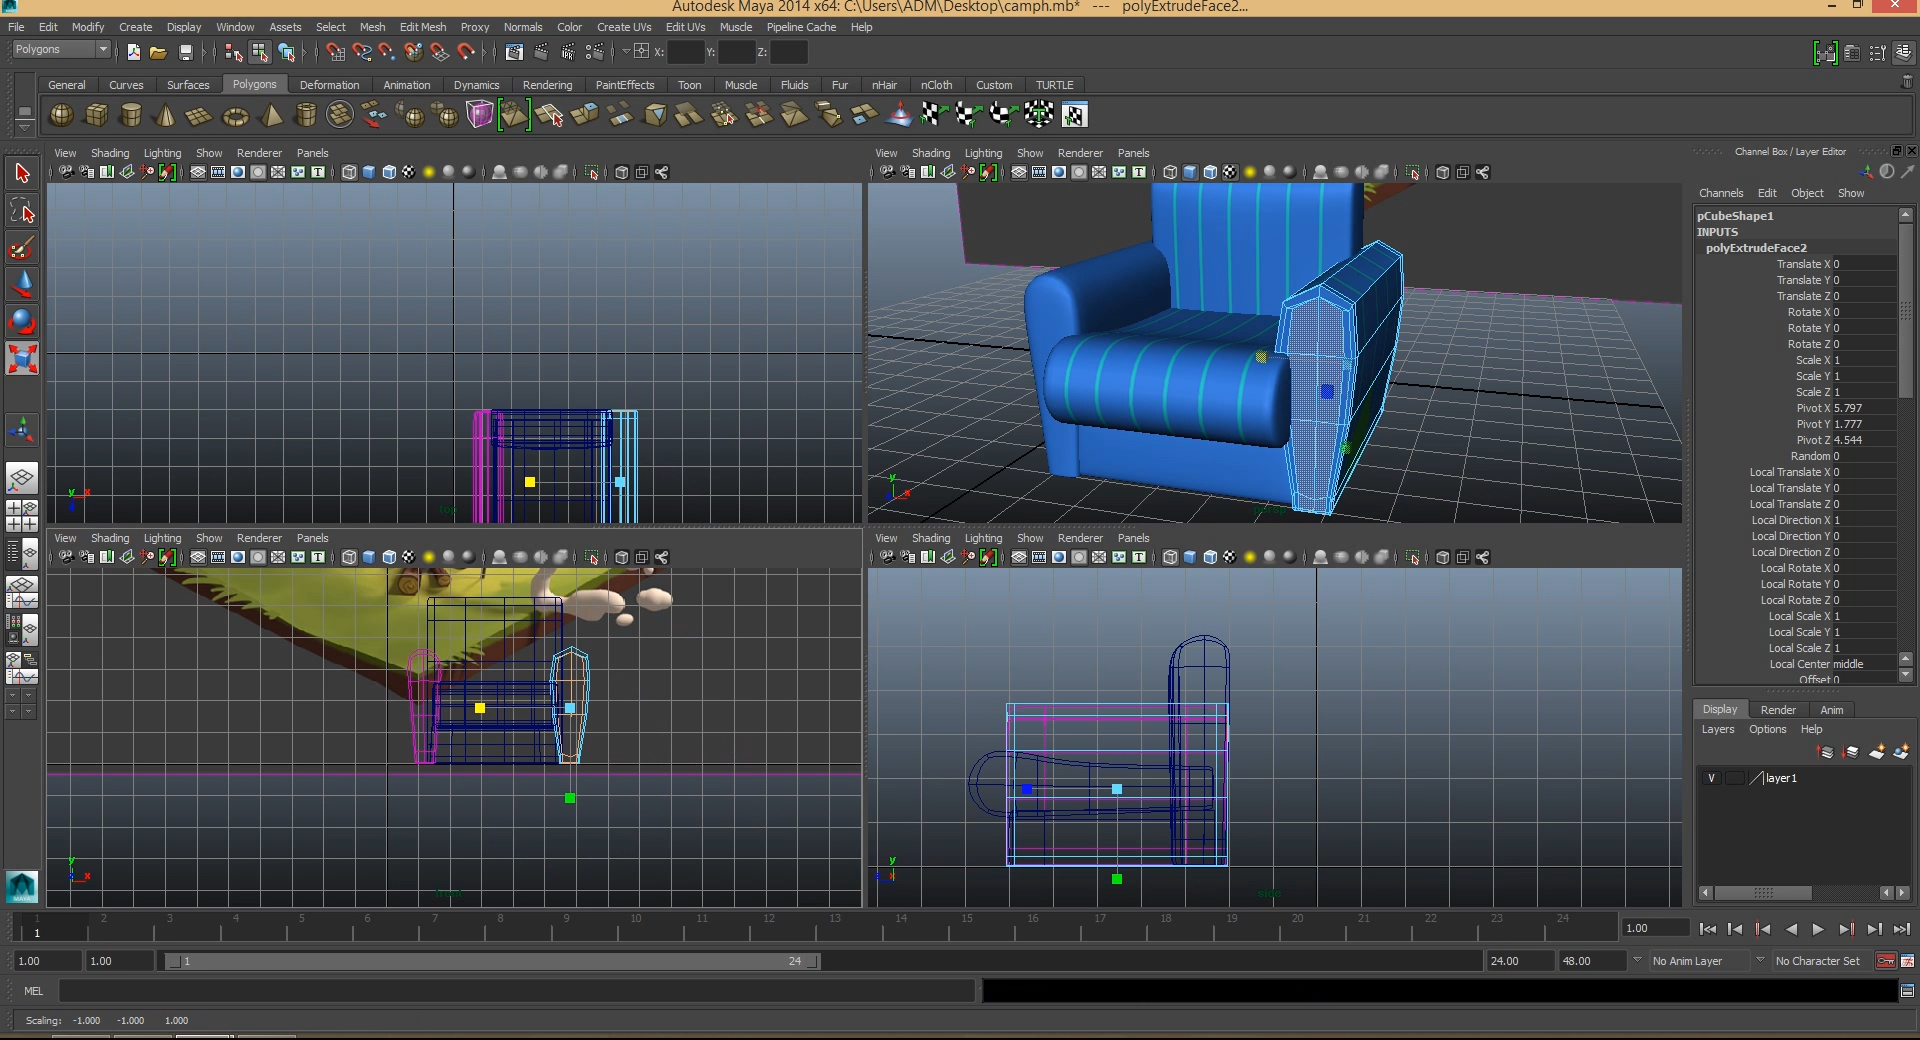 Autodesk Maya 2014 x64: C:\Users\ADM\Desktop\camph.mb* --- polyExtrudeFace2...
File Edit Modify Create Display Window Assets Select Mesh Edit Mesh Proxy Normals Color Create UVs Edit UVs Muscle Pipeline Cache Help
Polygons X: Y: Z:
General Curves Surfaces Polygons Deformation Animation Dynamics Rendering PaintEffects Toon Muscle Fluids Fur nHair nCloth Custom TURTLE
View Shading Lighting Show Renderer Panels
View Shading Lighting Show Renderer Panels
Channel Box / Layer Editor
Channels Edit Object Show
pCubeShape1
INPUTS
polyExtrudeFace2
Translate X 0
Translate Y 0
Translate Z 0
Rotate X 0
Rotate Y 0
Rotate Z 0
Scale X 1
Scale Y 1
Scale Z 1
Pivot X 5.797
Pivot Y 1.777
Pivot Z 4.544
Random 0
Local Translate X 0
Local Translate Y 0
Local Translate Z 0
Local Direction X 1
Local Direction Y 0
Local Direction Z 0
Local Rotate X 0
Local Rotate Y 0
Local Rotate Z 0
Local Scale X 1
Local Scale Y 1
Local Scale Z 1
Local Center middle
Offset 0
y x
top
y x
persp
View Shading Lighting Show Renderer Panels
View Shading Lighting Show Renderer Panels
y x
front
y x
side
Display Render Anim
Layers Options Help
V layer1
1 2 3 4 5 6 7 8 9 10 11 12 13 14 15 16 17 18 19 20 21 22 23 24
1 1.00
1.00 1.00 1 24 24.00 48.00 No Anim Layer No Character Set
MEL
Scaling: -1.000 -1.000 1.000